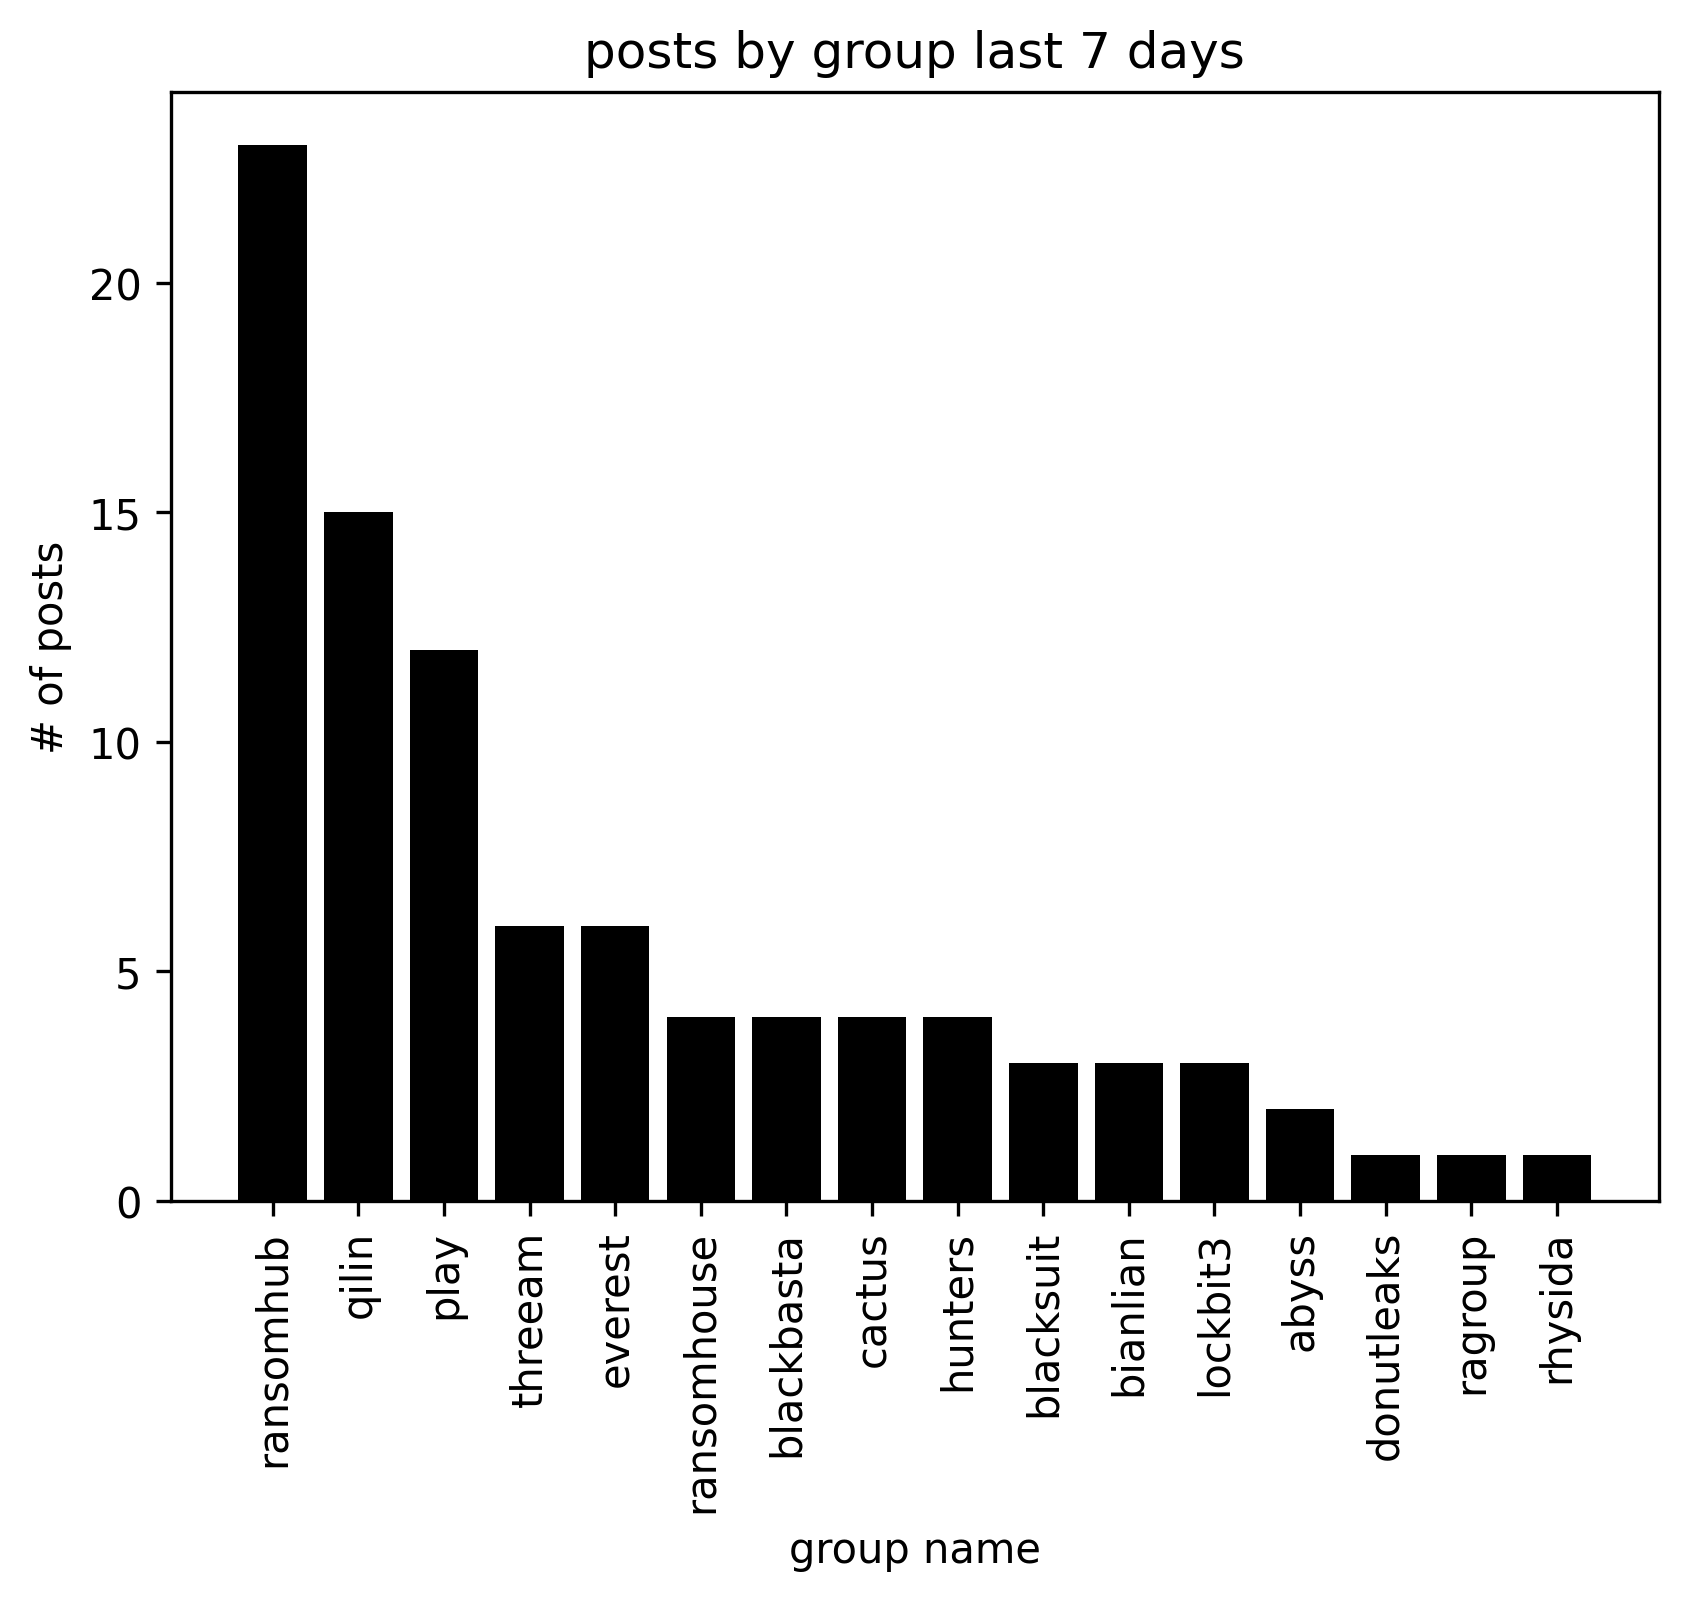 posts by group last 7 days
# of posts
20
15
10
5
0
ransomhub
qilin
play
threeam
everest
ransomhouse
blackbasta
cactus
hunters
blacksuit
bianlian
lockbit3
abyss
donutleaks
ragroup
rhysida
group name